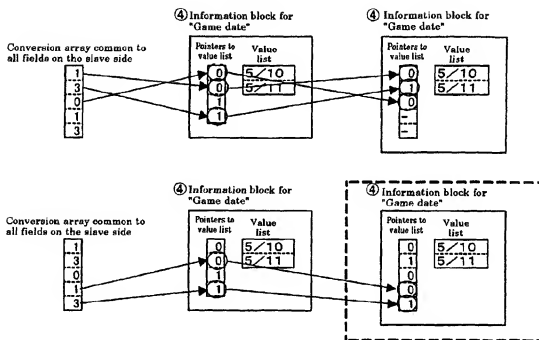 ④ Information block for
"Game date"
④ Information block for
"Game date"
Conversion array common to
all fields on tho slave side
Pointers to
value list
Value
list
Pointers to
value list
Value
list
1
3
0
1
3
0
0
1
1
5/10
5/11
0
1
0
-
-
5/10
5/11
④ Information block for
"Game date"
④ Information block for
"Game date"
Conversion array common to
all fields on the slave side
Pointers to
value list
Value
list
Pointers to
value list
Value
list
1
3
0
1
3
0
0
1
1
5/10
5/11
0
1
0
0
1
5/10
5/11